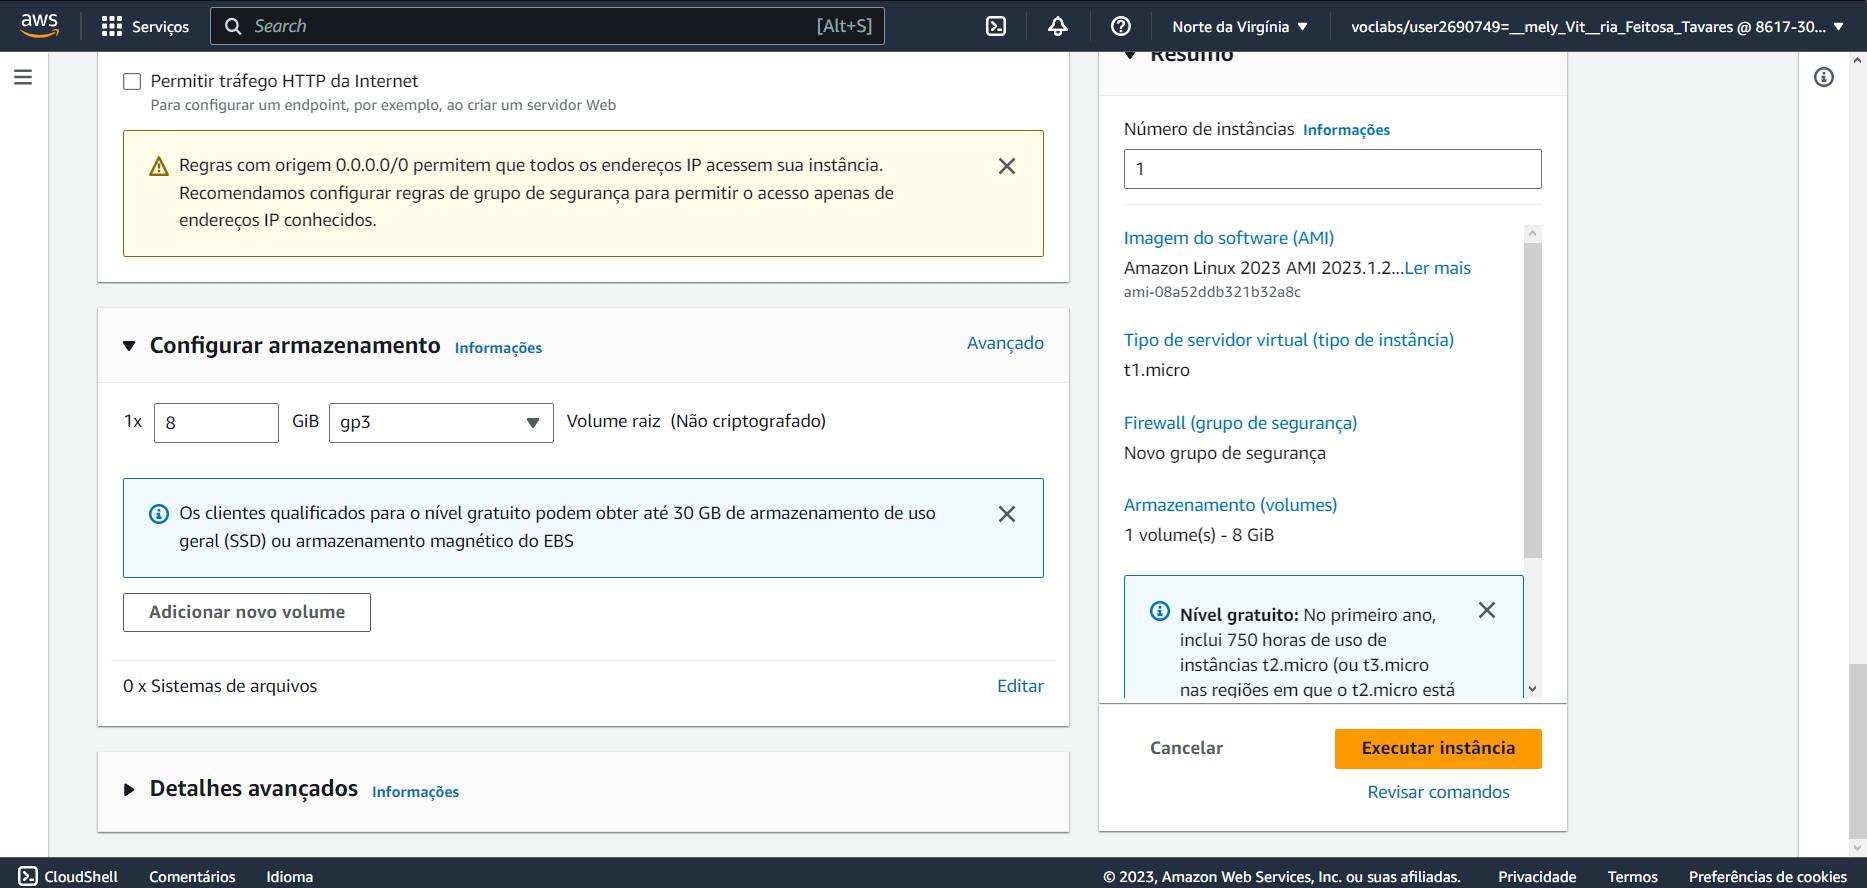 aws
Serviços
Search
[Alt+S]
Norte da Virgínia
voclabs/user2690749=__mely_Vit__ria_Feitosa_Tavares @ 8617-30...
Permitir tráfego HTTP da Internet
Para configurar um endpoint, por exemplo, ao criar um servidor Web
Regras com origem 0.0.0.0/0 permitem que todos os endereços IP acessem sua instância.
Recomendamos configurar regras de grupo de segurança para permitir o acesso apenas de
endereços IP conhecidos.
Configurar armazenamento Informações
Avançado
1x 8 GiB gp3 Volume raiz (Não criptografado)
Os clientes qualificados para o nível gratuito podem obter até 30 GB de armazenamento de uso
geral (SSD) ou armazenamento magnético do EBS
Adicionar novo volume
0 x Sistemas de arquivos
Editar
Detalhes avançados Informações
Resumo
Número de instâncias Informações
1
Imagem do software (AMI)
Amazon Linux 2023 AMI 2023.1.2...Ler mais
ami-08a52ddb321b32a8c
Tipo de servidor virtual (tipo de instância)
t1.micro
Firewall (grupo de segurança)
Novo grupo de segurança
Armazenamento (volumes)
1 volume(s) - 8 GiB
Nível gratuito: No primeiro ano,
inclui 750 horas de uso de
instâncias t2.micro (ou t3.micro
nas regiões em que o t2.micro está
Cancelar
Executar instância
Revisar comandos
CloudShell
Comentários
Idioma
© 2023, Amazon Web Services, Inc. ou suas afiliadas.
Privacidade
Termos
Preferências de cookies